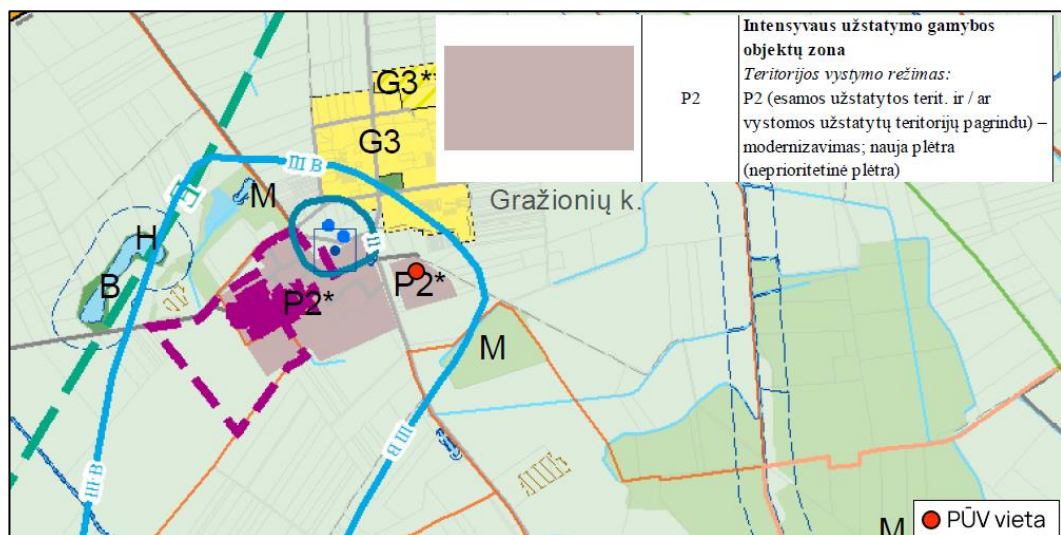 Intensyvaus užstatymo gamybos
objektų zona
Teritorijos vystymo režimas:
P2
P2 (esamos užstatytos terit. ir / ar
vystomos užstatytų teritorijų pagrindu) –
modernizavimas; nauja plėtra
(neprioritetinė plėtra)
G3**
G3
III B
M
Gražionių k.
H
II
B
P2*
P2*
M
III B
III B
M
PŪV vieta